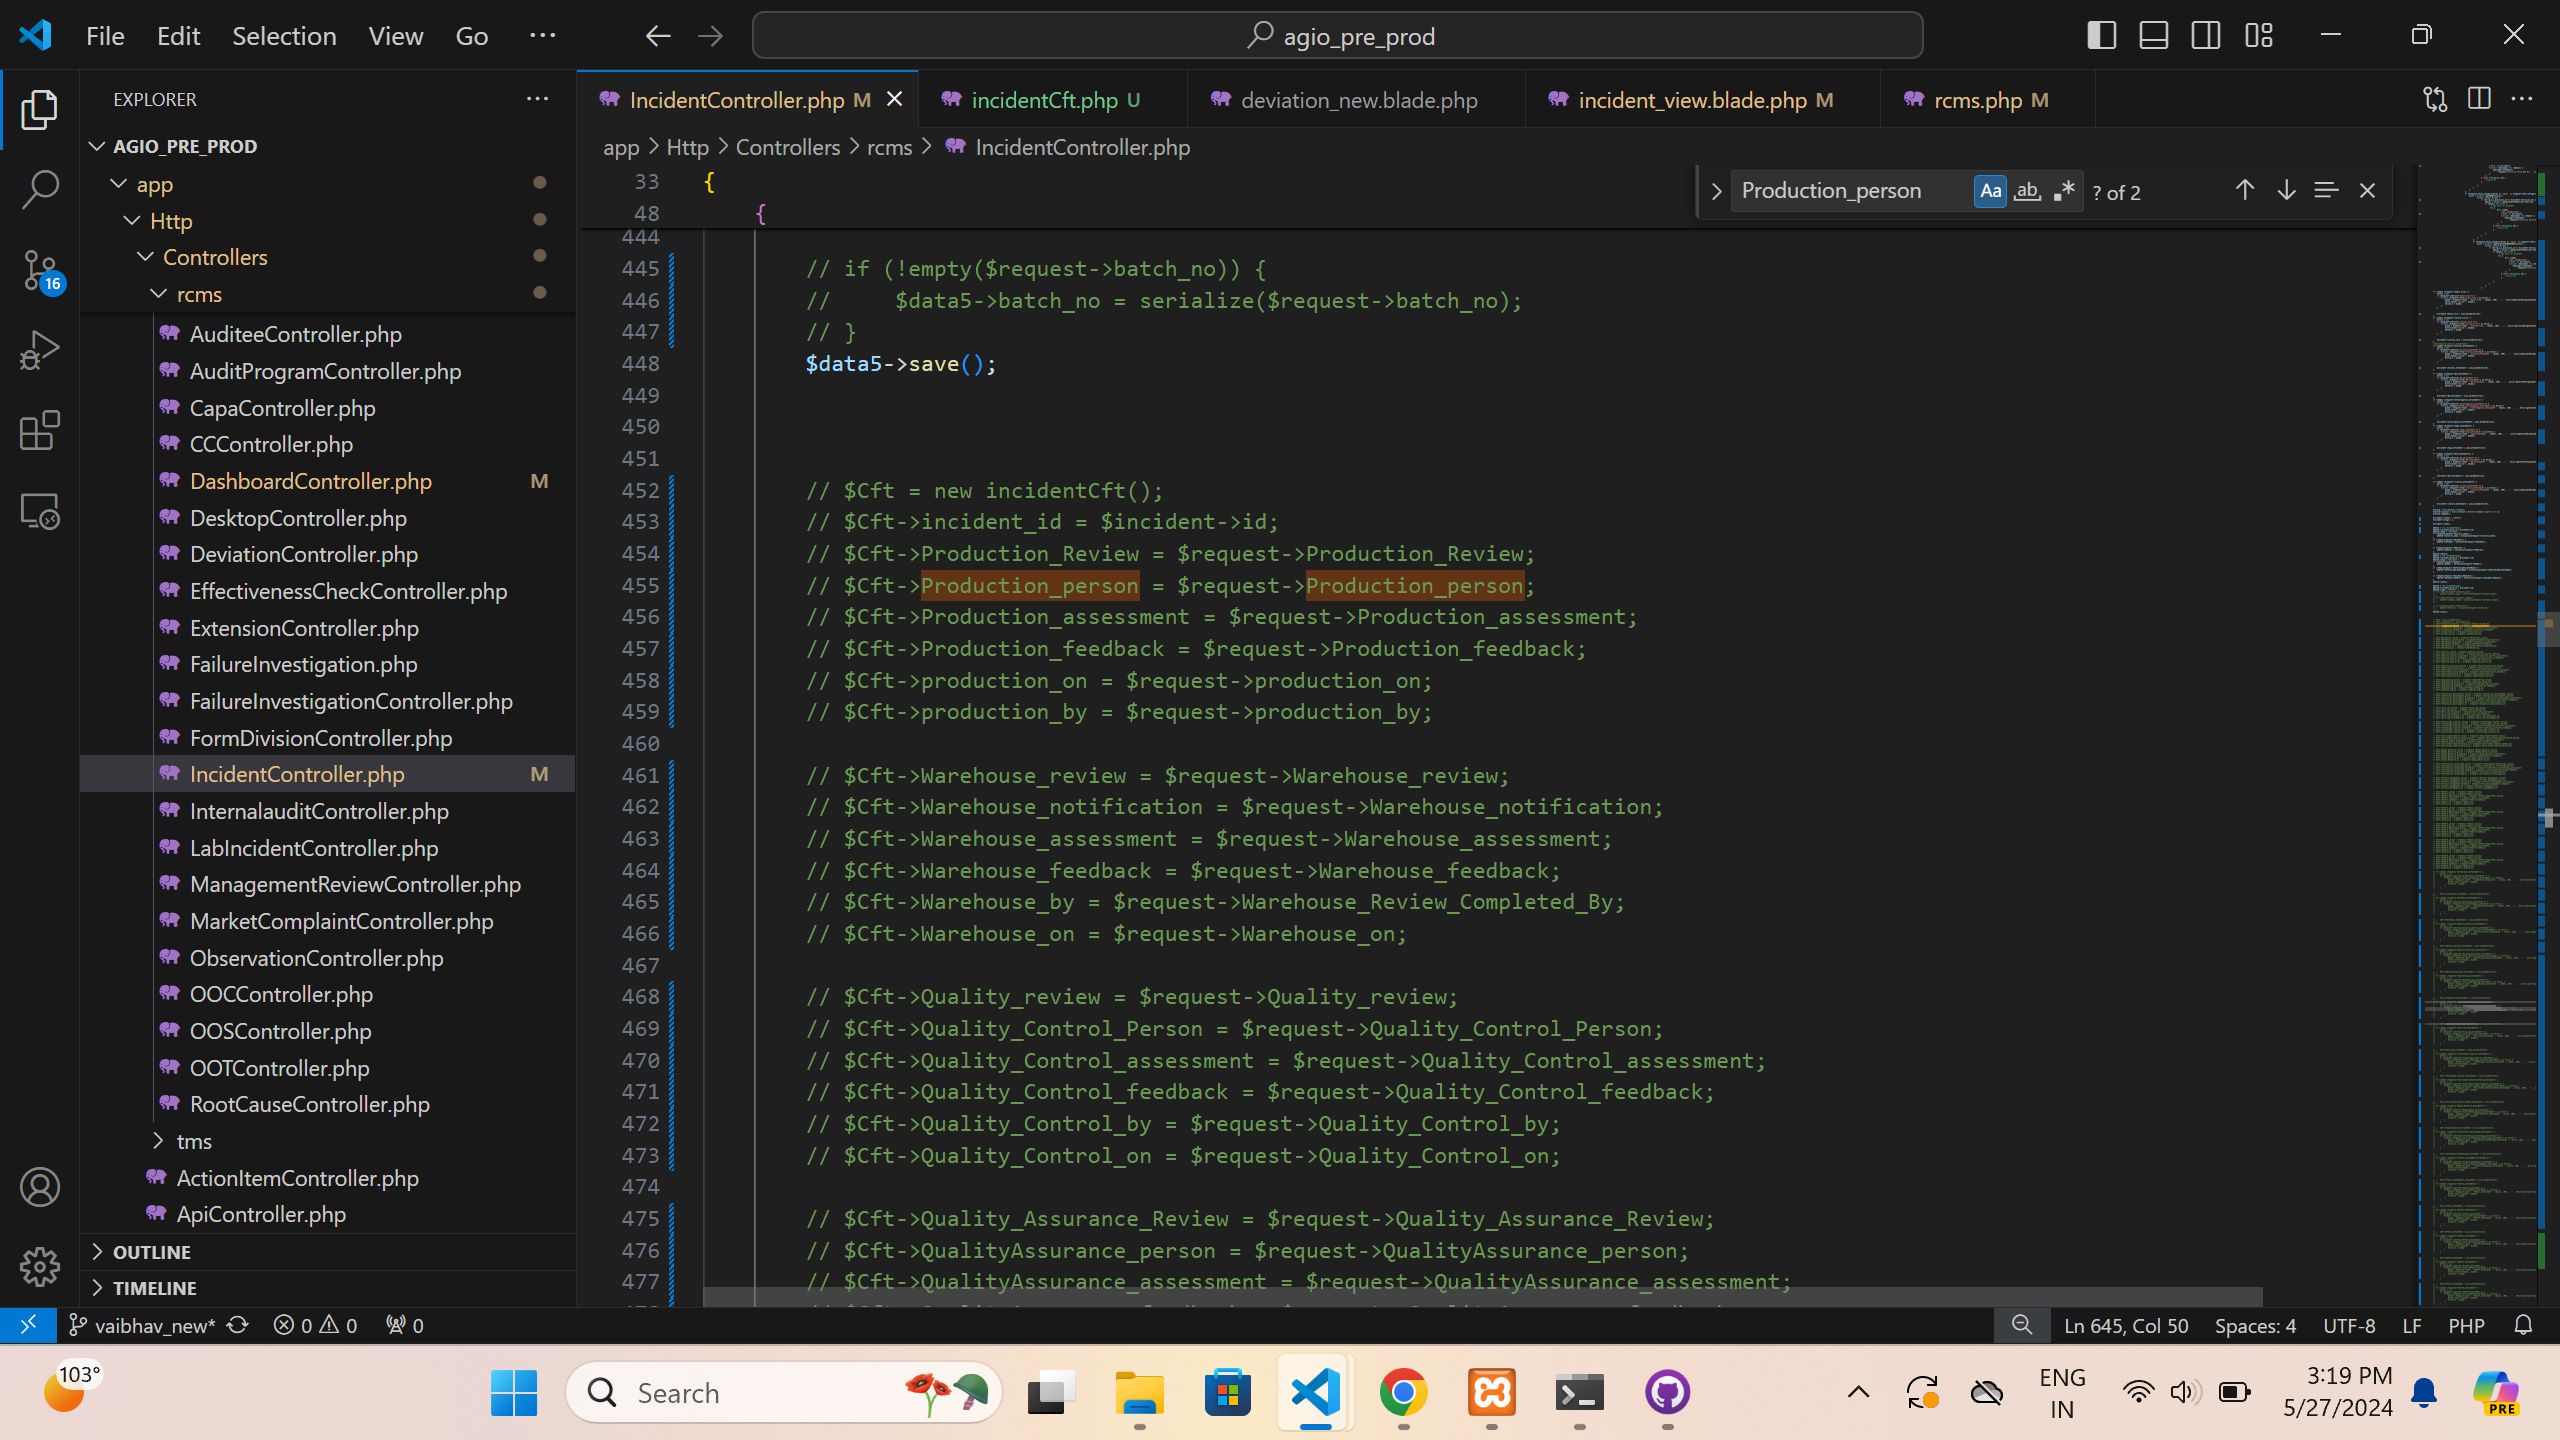 File Edit Selection View Go ···
agio_pre_prod
EXPLORER
AGIO_PRE_PROD
app
Http
Controllers
rcms
AuditeeController.php
AuditProgramController.php
CapaController.php
CCController.php
DashboardController.php M
DesktopController.php
DeviationController.php
EffectivenessCheckController.php
ExtensionController.php
FailureInvestigation.php
FailureInvestigationController.php
FormDivisionController.php
IncidentController.php M
InternalauditController.php
LabIncidentController.php
ManagementReviewController.php
MarketComplaintController.php
ObservationController.php
OOCController.php
OOSController.php
OOTController.php
RootCauseController.php
tms
ActionItemController.php
ApiController.php
OUTLINE
TIMELINE
16
IncidentController.php M
incidentCft.php U
deviation_new.blade.php
incident_view.blade.php M
rcms.php M
app > Http > Controllers > rcms > IncidentController.php
Production_person Aa ab .* ? of 2
33 {
48 {
444
445 // if (!empty($request->batch_no)) {
446 //     $data5->batch_no = serialize($request->batch_no);
447 // }
448 $data5->save();
449
450
451
452 // $Cft = new incidentCft();
453 // $Cft->incident_id = $incident->id;
454 // $Cft->Production_Review = $request->Production_Review;
455 // $Cft->Production_person = $request->Production_person;
456 // $Cft->Production_assessment = $request->Production_assessment;
457 // $Cft->Production_feedback = $request->Production_feedback;
458 // $Cft->production_on = $request->production_on;
459 // $Cft->production_by = $request->production_by;
460
461 // $Cft->Warehouse_review = $request->Warehouse_review;
462 // $Cft->Warehouse_notification = $request->Warehouse_notification;
463 // $Cft->Warehouse_assessment = $request->Warehouse_assessment;
464 // $Cft->Warehouse_feedback = $request->Warehouse_feedback;
465 // $Cft->Warehouse_by = $request->Warehouse_Review_Completed_By;
466 // $Cft->Warehouse_on = $request->Warehouse_on;
467
468 // $Cft->Quality_review = $request->Quality_review;
469 // $Cft->Quality_Control_Person = $request->Quality_Control_Person;
470 // $Cft->Quality_Control_assessment = $request->Quality_Control_assessment;
471 // $Cft->Quality_Control_feedback = $request->Quality_Control_feedback;
472 // $Cft->Quality_Control_by = $request->Quality_Control_by;
473 // $Cft->Quality_Control_on = $request->Quality_Control_on;
474
475 // $Cft->Quality_Assurance_Review = $request->Quality_Assurance_Review;
476 // $Cft->QualityAssurance_person = $request->QualityAssurance_person;
477 // $Cft->QualityAssurance_assessment = $request->QualityAssurance_assessment;
vaibhav_new* 0 0 0
Ln 645, Col 50 Spaces: 4 UTF-8 LF PHP
103°
Search
ENG
IN
3:19 PM
5/27/2024
PRE